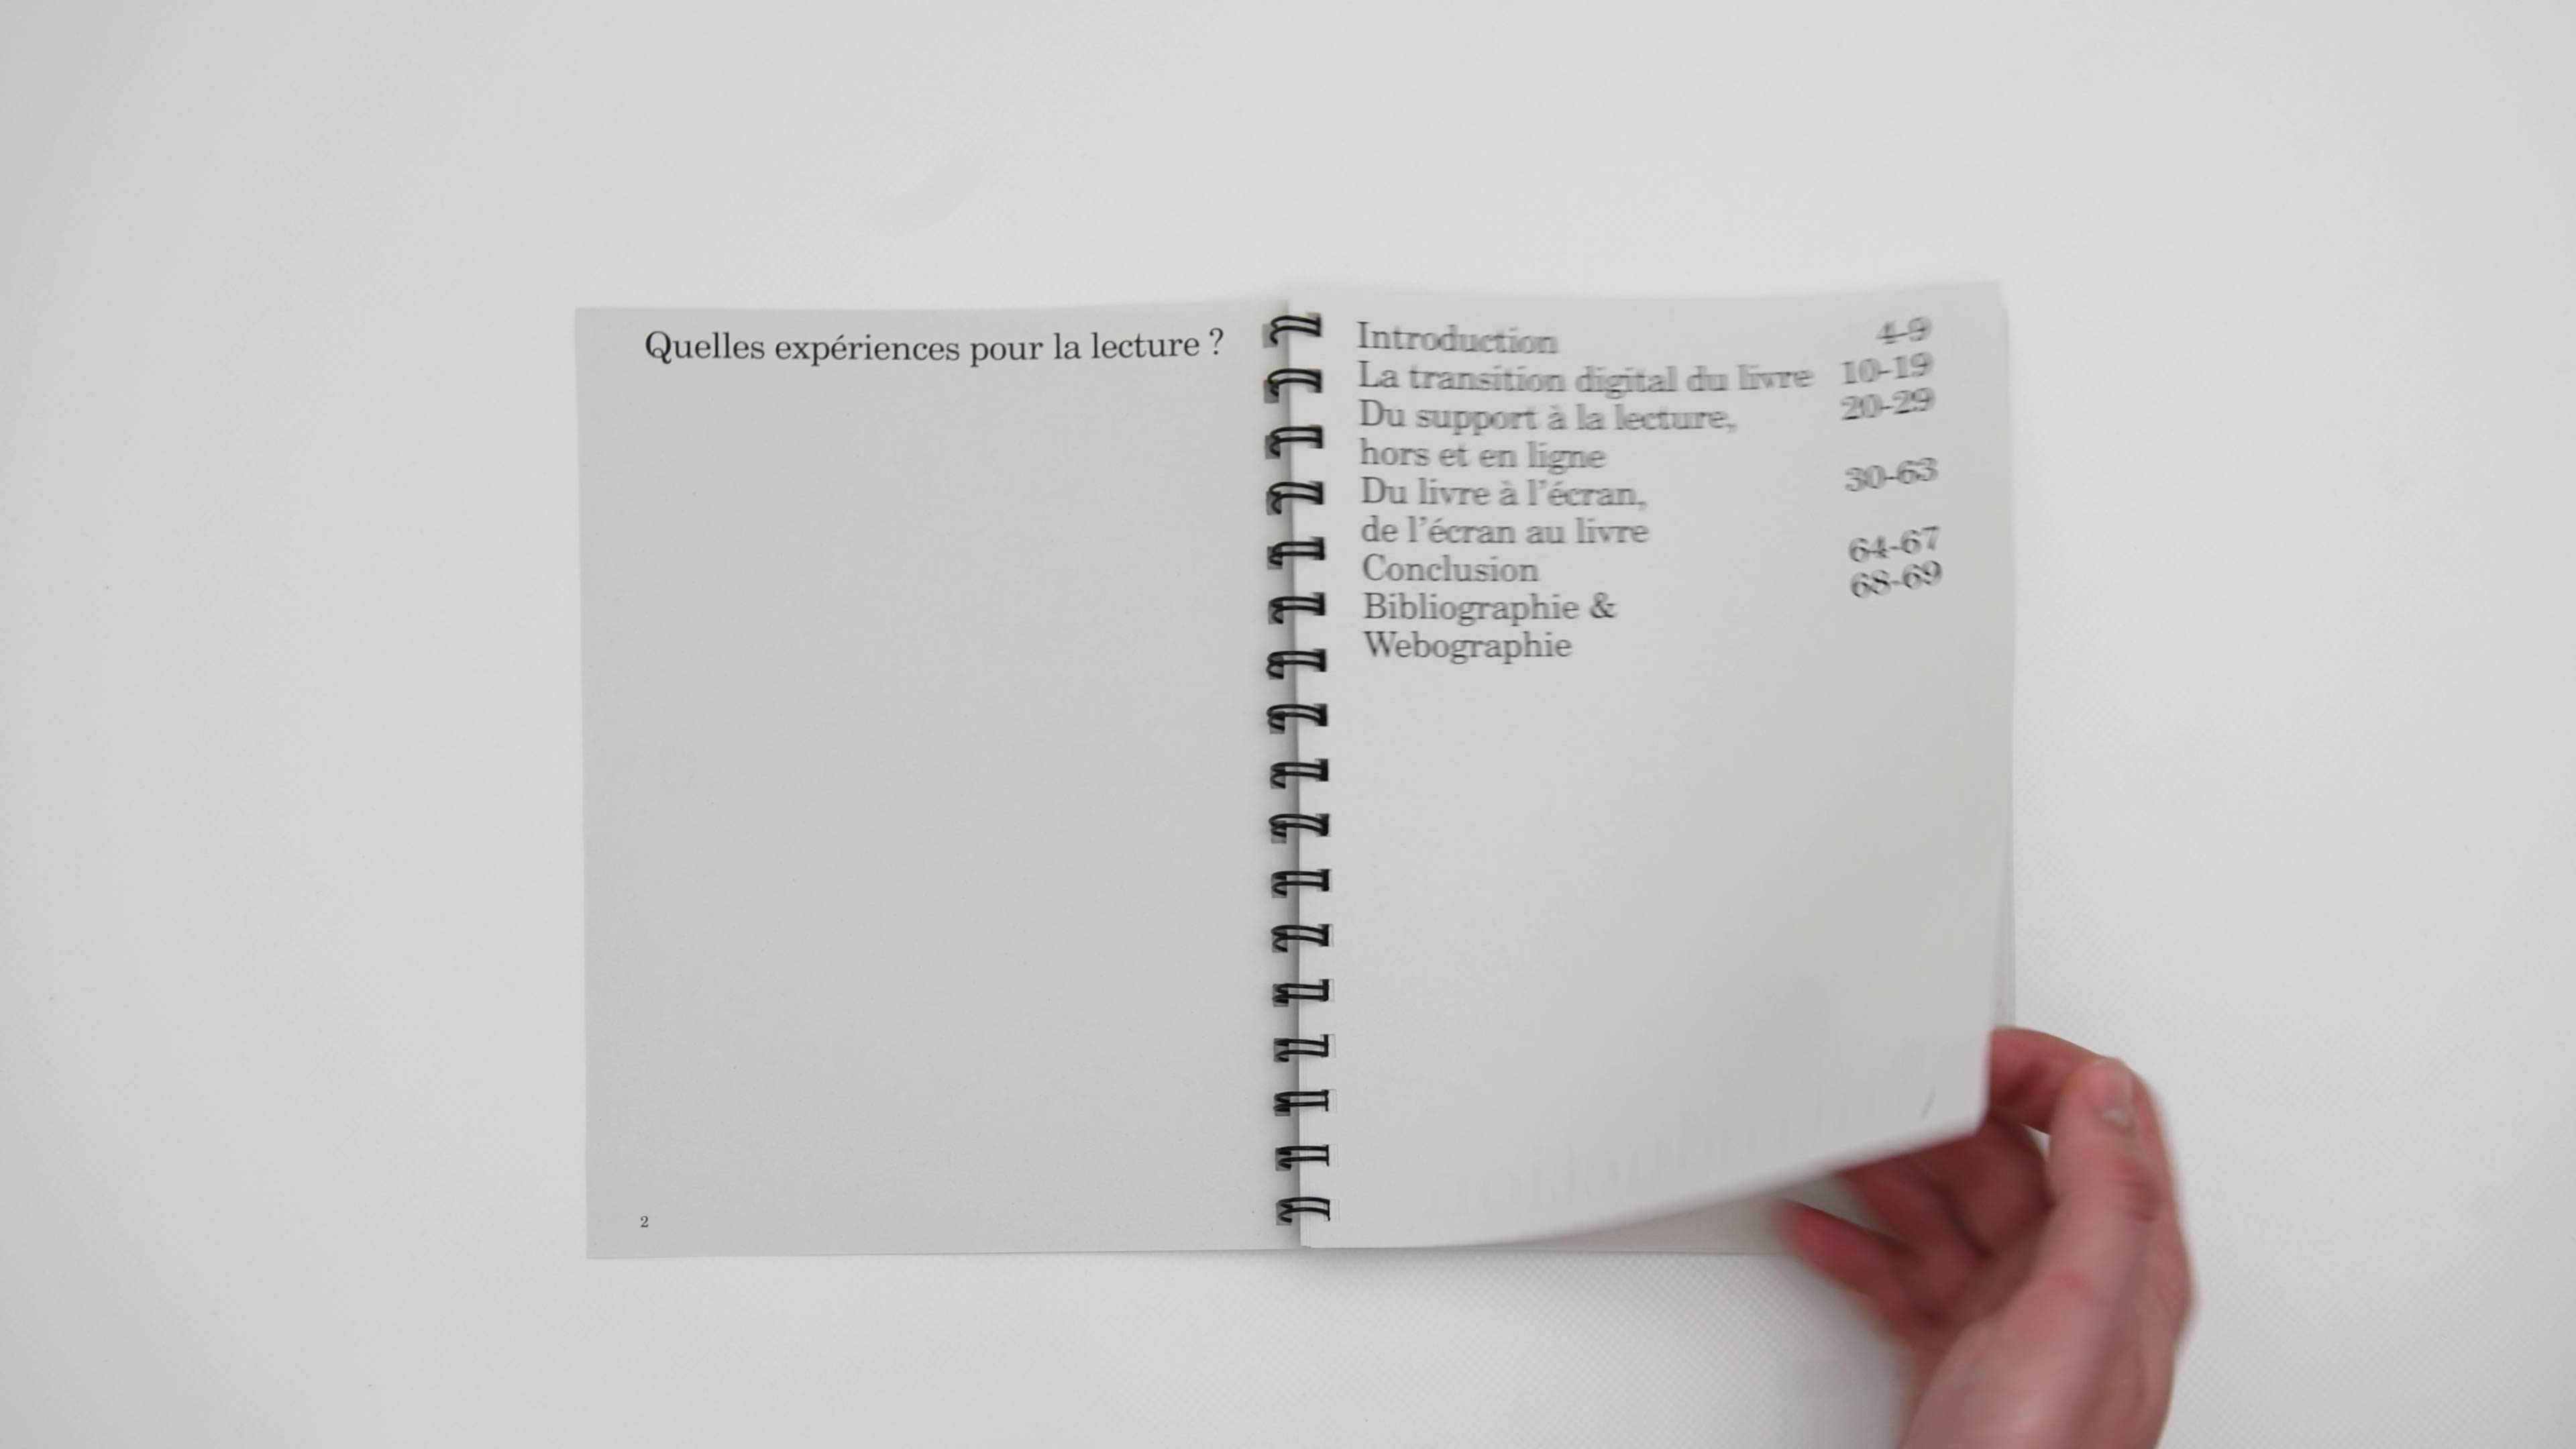 Quelles expériences pour la lecture ?
2
Introduction 4-9
La transition digital du livre 10-19
Du support à la lecture, 20-29
hors et en ligne
Du livre à l'écran, 30-63
de l'écran au livre
Conclusion 64-67
Bibliographie & 68-69
Webographie